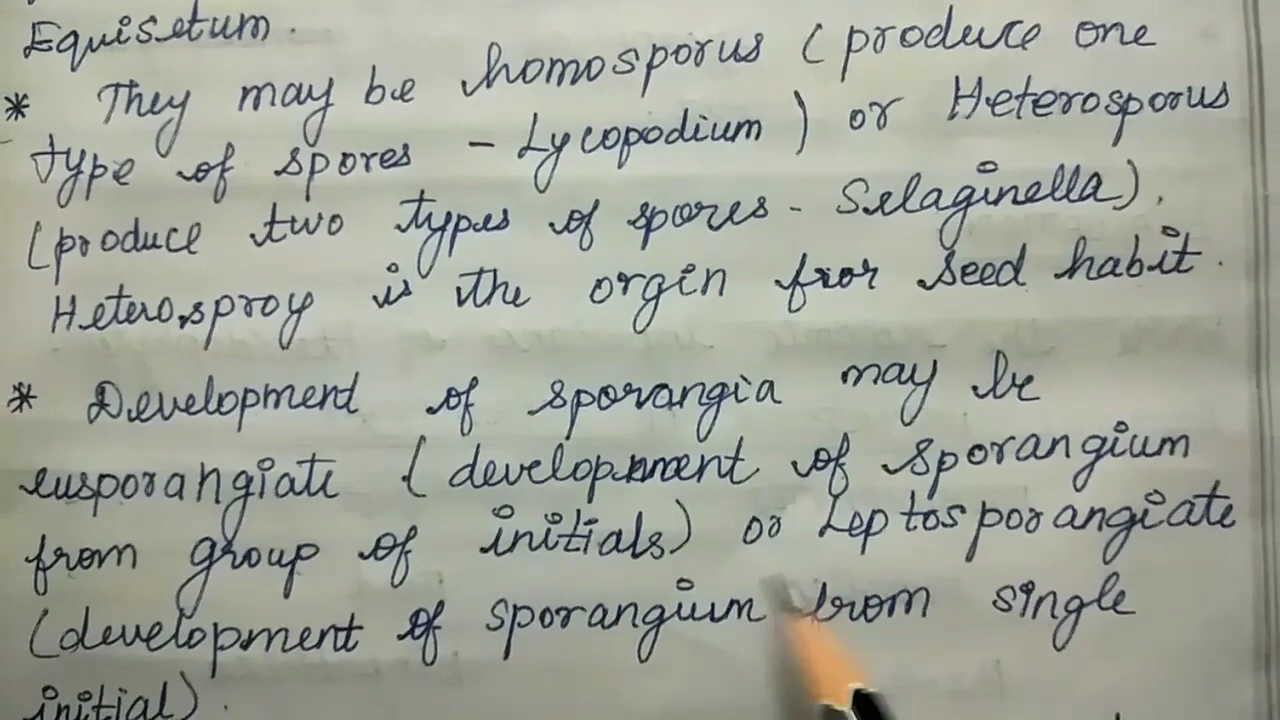 Equisetum.
* They may be homosporus (produce one
type of spores - Lycopodium) or Heterosporus
(produce two types of spores - Selaginella).
Heterosproy is the orgin fror seed habit.
* Development of sporangia may be
eusporangiate (development of sporangium
from group of initials) or Leptosporangiate
(development of sporangium from single
initial).